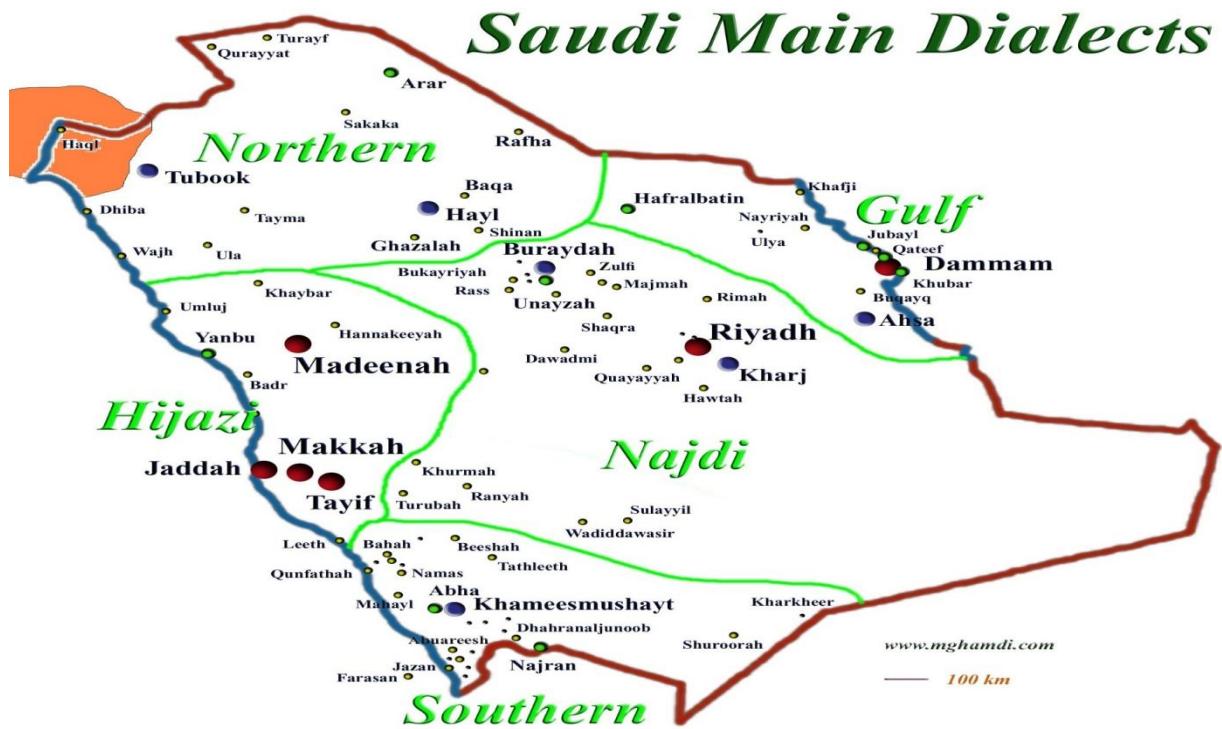 Saudi Main Dialects
Turayf
Qurayyat
Arar
Sakaka
Haql
Northern
Rafha
Tubook
Baqa
Khafji
Dhiba
Tayma
Hayl
Hafralbatin
Gulf
Nayriyah
Shinan
Ulya
Jubayl
Wajh
Ula
Ghazalah
Buraydah
Qateef
Dammam
Bukayriyah
Zulfi
Khubar
Khaybar
Rass
Majmah
Buqayq
Unayzah
Rimah
Umluj
Ahsa
Hannakeeyah
Shaqra
Yanbu
Riyadh
Madeenah
Dawadmi
Badr
Quayayyah
Kharj
Hawtah
Hijazi
Makkah
Najdi
Jaddah
Khurmah
Tayif
Turubah
Ranyah
Sulayyil
Wadiddawasir
Leeth
Bahah
Beeshah
Tathleeth
Qunfathah
Namas
Abha
Mahayl
Khameesmushayt
Kharkheer
Dhahranaljunoob
Abuareesh
Shuroorah
www.mghamdi.com
Jazan
Najran
Farasan
100 km
Southern